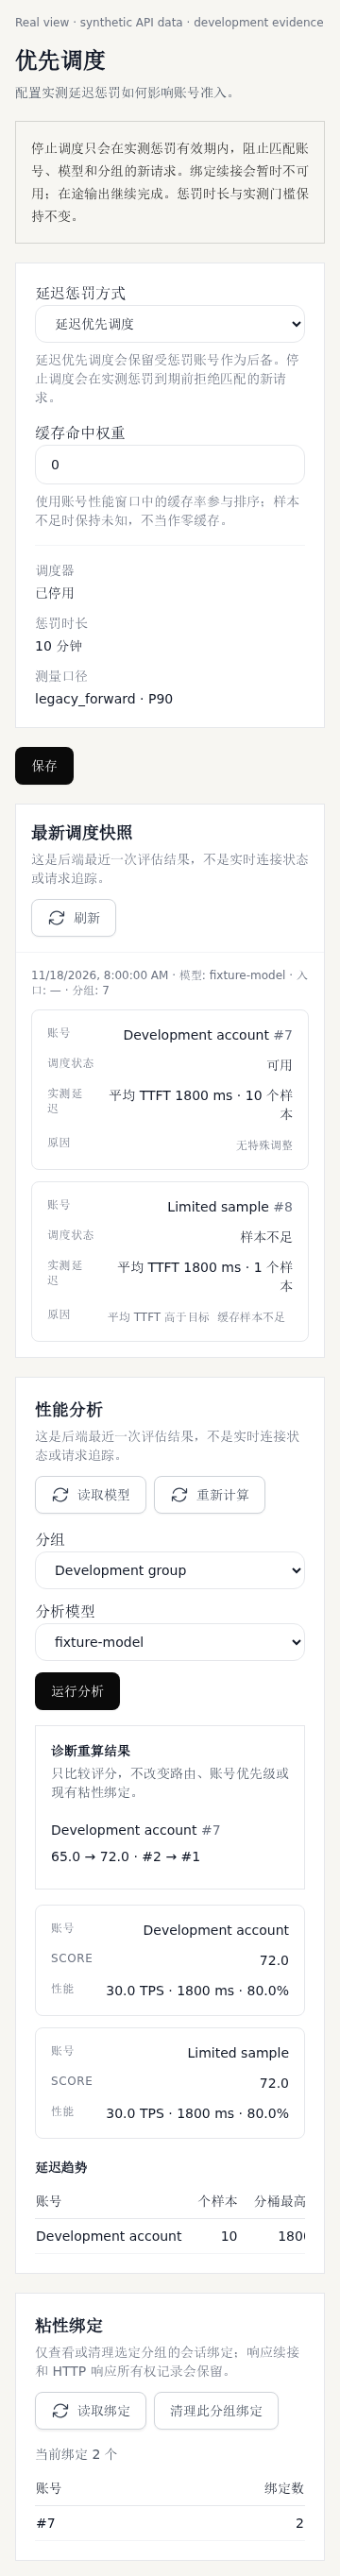 Real view · synthetic API data · development evidence
优先调度
配置实测延迟惩罚如何影响账号准入。
停止调度只会在实测惩罚有效期内，阻止匹配账
号、模型和分组的新请求。绑定续接会暂时不可
用；在途输出继续完成。惩罚时长与实测门槛保
持不变。
延迟惩罚方式
延迟优先调度
延迟优先调度会保留受惩罚账号作为后备。停
止调度会在实测惩罚到期前拒绝匹配的新请
求。
缓存命中权重
0
使用账号性能窗口中的缓存率参与排序；样本
不足时保持未知，不当作零缓存。
调度器
已停用
惩罚时长
10 分钟
测量口径
legacy_forward · P90
保存
最新调度快照
这是后端最近一次评估结果，不是实时连接状态
或请求追踪。
刷新
11/18/2026, 8:00:00 AM · 模型: fixture-model · 入
口: — · 分组: 7
账号 Development account #7
调度状态 可用
实测延
迟 平均 TTFT 1800 ms · 10 个样
本
原因 无特殊调整
账号 Limited sample #8
调度状态 样本不足
实测延
迟 平均 TTFT 1800 ms · 1 个样
本
原因 平均 TTFT 高于目标 缓存样本不足
性能分析
这是后端最近一次评估结果，不是实时连接状
态或请求追踪。
读取模型 重新计算
分组
Development group
分析模型
fixture-model
运行分析
诊断重算结果
只比较评分，不改变路由、账号优先级或
现有粘性绑定。
Development account #7
65.0 → 72.0 · #2 → #1
账号 Development account
SCORE 72.0
性能 30.0 TPS · 1800 ms · 80.0%
账号 Limited sample
SCORE 72.0
性能 30.0 TPS · 1800 ms · 80.0%
延迟趋势
账号 个样本 分桶最高
Development account 10 180
粘性绑定
仅查看或清理选定分组的会话绑定；响应续接
和 HTTP 响应所有权记录会保留。
读取绑定 清理此分组绑定
当前绑定 2 个
账号 绑定数
#7 2